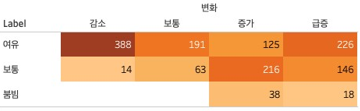 변화
Label 감소 보통 증가 급증
여유 388 191 125 226
보통 14 63 216 146
붐빔 38 18